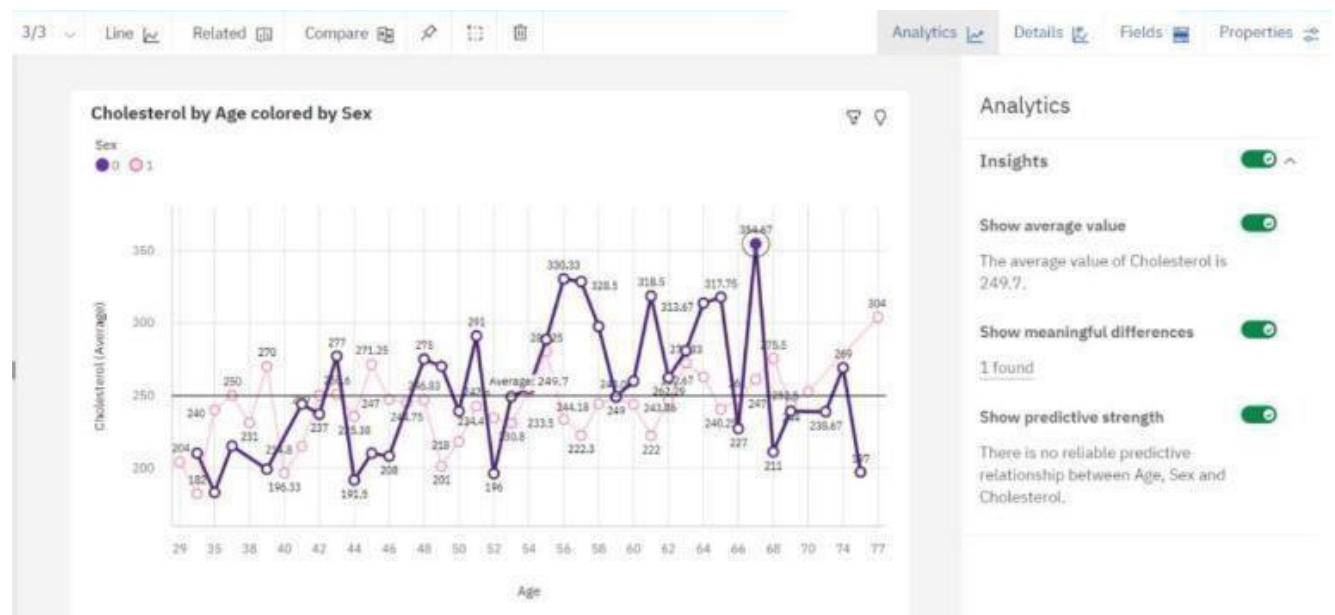 3/3 Line Related Compare
Analytics Details Fields Properties
Cholesterol by Age colored by Sex
Sex
0 1
Cholesterol (Average)
350
300
250
200
354.67
330.33
328.5
318.5
313.67
317.75
304
291
277
271.25
275
270
275.5
269
250
240
231
204
182
196.33
237
247
191.5
208
218
201
Average: 249.7
196
233.5
244.18
222.3
249
243.86
222
262.29
240.25
227
247
211
238.67
29 35 38 40 42 44 46 48 50 52 54 56 58 60 62 64 66 68 70 74 77
Age
Analytics
Insights
Show average value
The average value of Cholesterol is
249.7.
Show meaningful differences
1 found
Show predictive strength
There is no reliable predictive
relationship between Age, Sex and
Cholesterol.